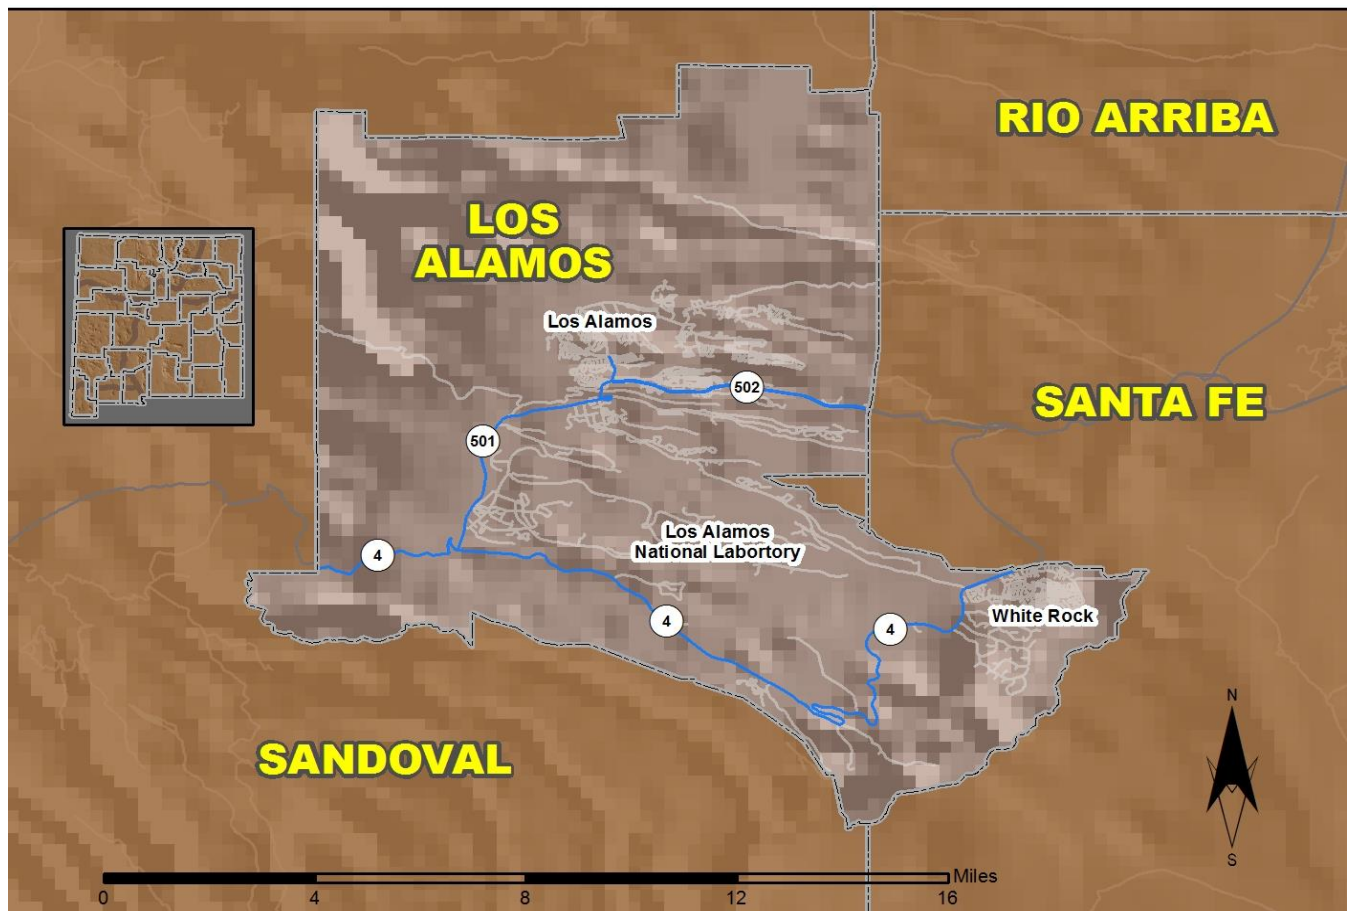 RIO ARRIBA
LOS
ALAMOS
Los Alamos
502
SANTA FE
501
Los Alamos
National Labortory
4
4
4
White Rock
N
SANDOVAL
S
Miles
0 4 8 12 16